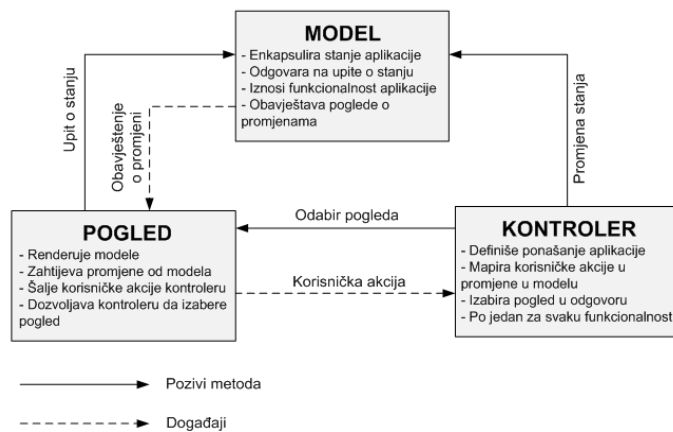 MODEL
- Enkapsulira stanje aplikacije
- Odgovara na upite o stanju
- Iznosi funkcionalnost aplikacije
- Obavještava poglede o
promjenama
Upit o stanju
Obavještenje
o promjeni
Promjena stanja
POGLED
- Renderuje modele
- Zahtijeva promjene od modela
- Šalje korisničke akcije kontroleru
- Dozvoljava kontroleru da izabere
pogled
Odabir pogleda
Korisnička akcija
KONTROLER
- Definiše ponašanje aplikacije
- Mapira korisničke akcije u
promjene u modelu
- Izabira pogled u odgovoru
- Po jedan za svaku funkcionalnost
Pozivi metoda
Događaji